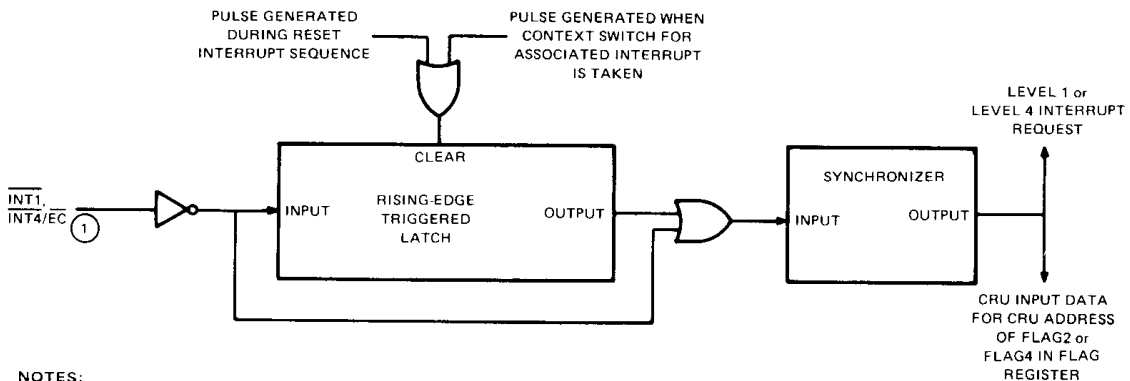 PULSE GENERATED
DURING RESET
INTERRUPT SEQUENCE
PULSE GENERATED WHEN
CONTEXT SWITCH FOR
ASSOCIATED INTERRUPT
IS TAKEN
LEVEL 1 or
LEVEL 4 INTERRUPT
REQUEST
CLEAR
SYNCHRONIZER
INT1,
INT4/EC
1
INPUT
RISING-EDGE
TRIGGERED
LATCH
OUTPUT
INPUT
OUTPUT
CRU INPUT DATA
FOR CRU ADDRESS
OF FLAG2 or
FLAG4 IN FLAG
REGISTER
NOTES: